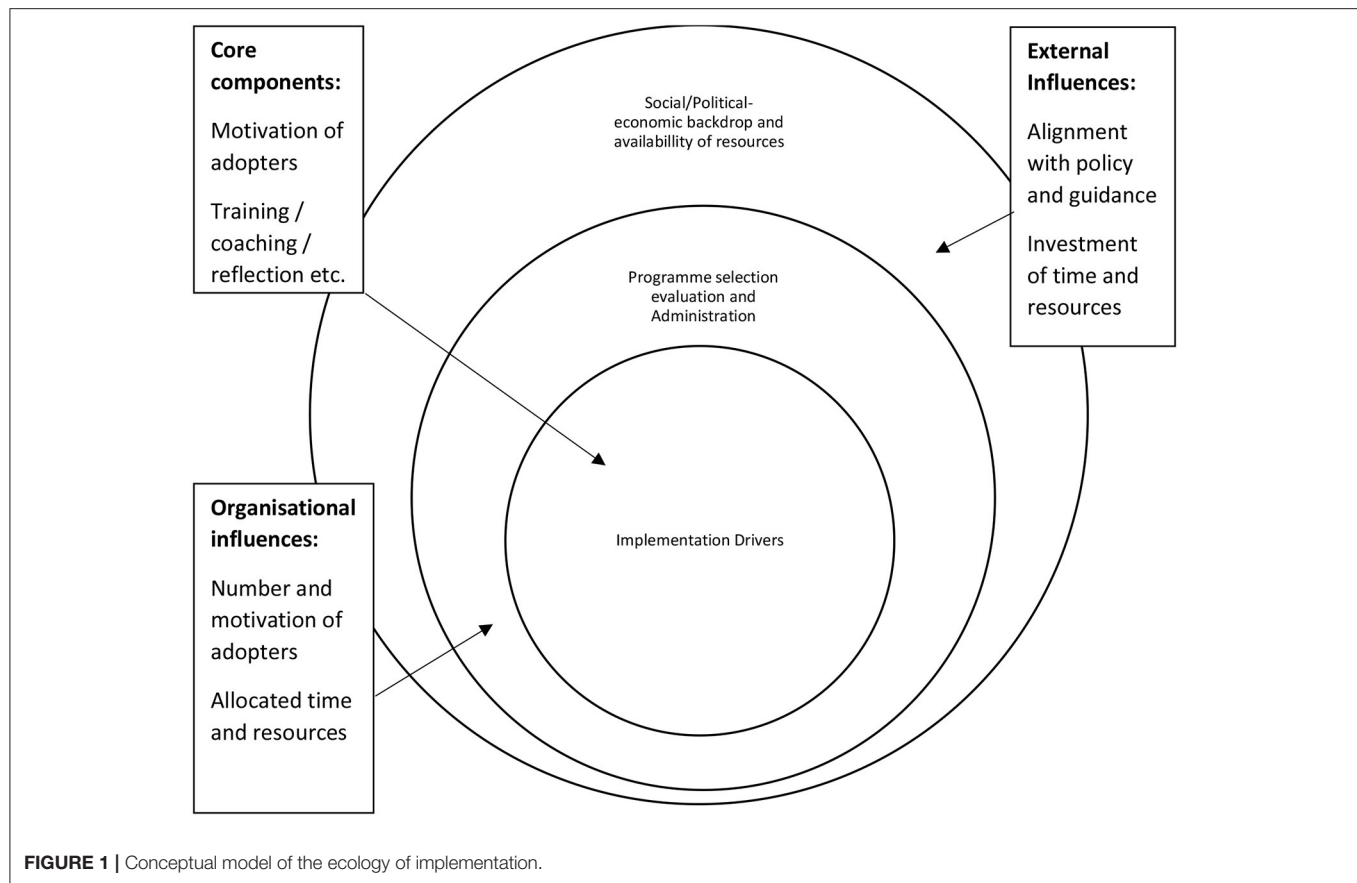 Core
components:
Motivation of
adopters
Training /
coaching /
reflection etc.
Social/Political-
economic backdrop and
availabillity of resources
External
Influences:
Alignment
with policy
and guidance
Investment
of time and
resources
Programme selection
evaluation and
Administration
Implementation Drivers
Organisational
influences:
Number and
motivation of
adopters
Allocated time
and resources
FIGURE 1 | Conceptual model of the ecology of implementation.